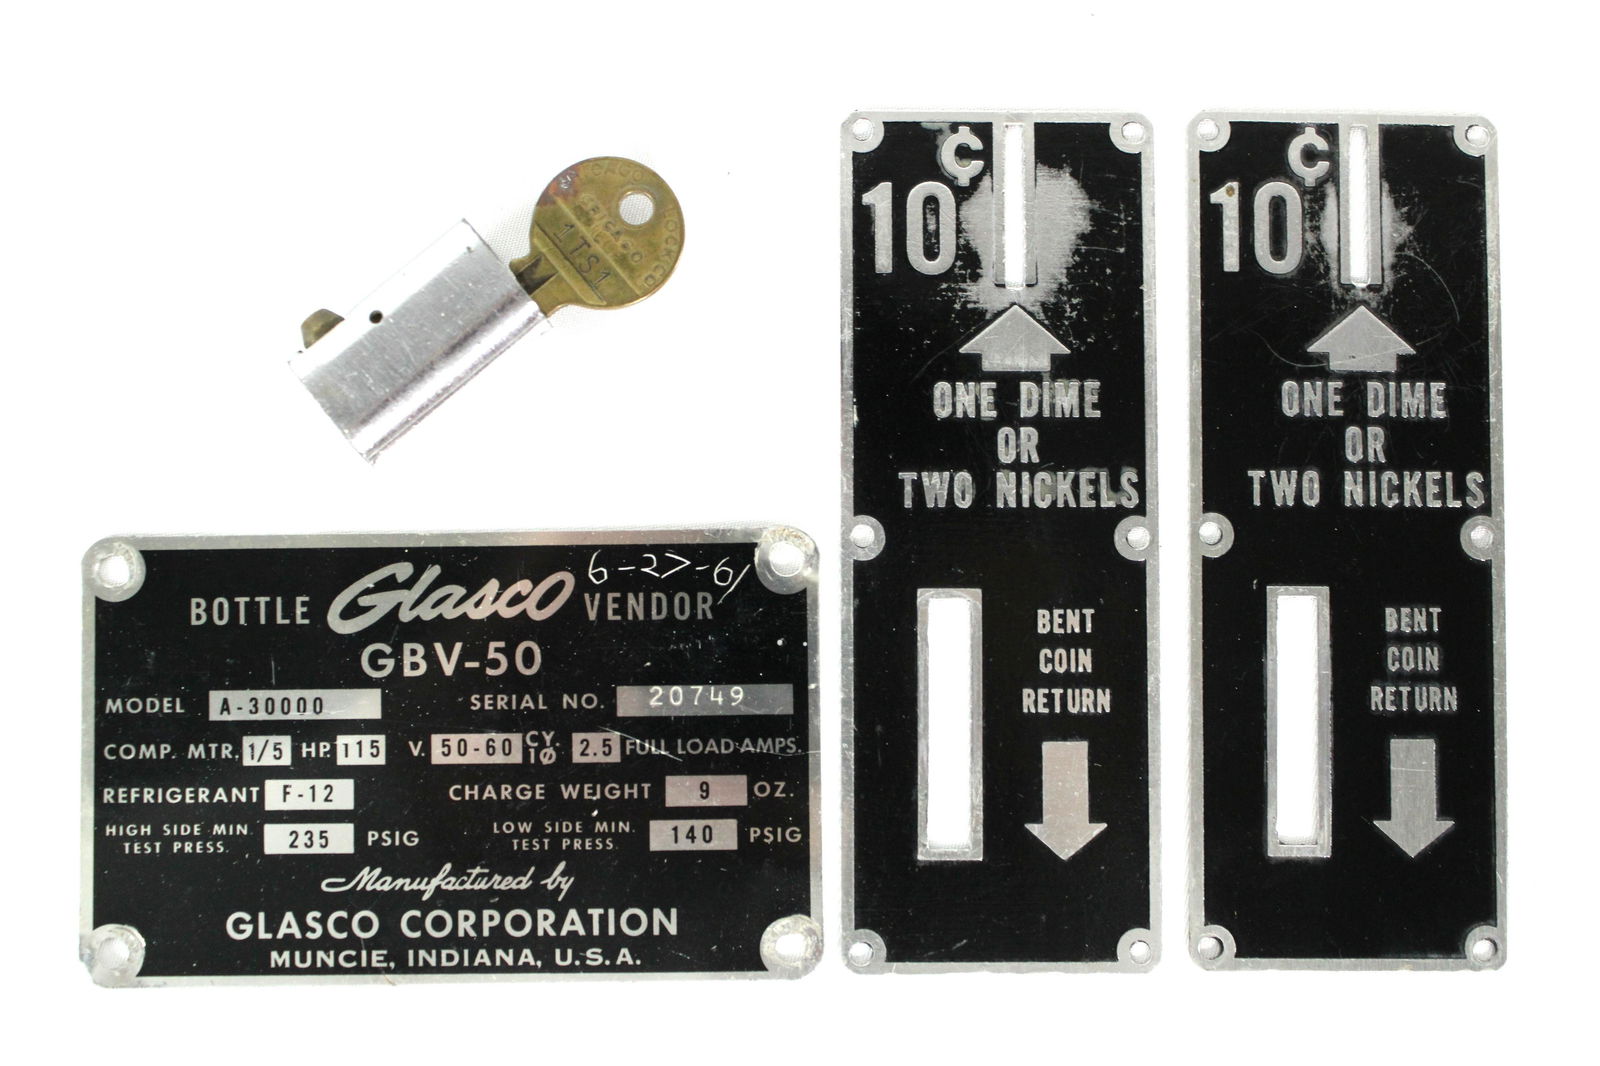 CHICAGO LOCK CO
CHICAGO
1TS1
6-27-61
BOTTLE Glasco VENDOR
GBV-50
MODEL A-30000 SERIAL NO. 20749
COMP. MTR. 1/5 HP. 115 V. 50-60 CY. 1Ø 2.5 FULL LOAD AMPS.
REFRIGERANT F-12 CHARGE WEIGHT 9 OZ.
HIGH SIDE MIN. TEST PRESS. 235 PSIG LOW SIDE MIN. TEST PRESS. 140 PSIG
Manufactured by
GLASCO CORPORATION
MUNCIE, INDIANA, U.S.A.
10¢
ONE DIME
OR
TWO NICKELS
BENT
COIN
RETURN
10¢
ONE DIME
OR
TWO NICKELS
BENT
COIN
RETURN